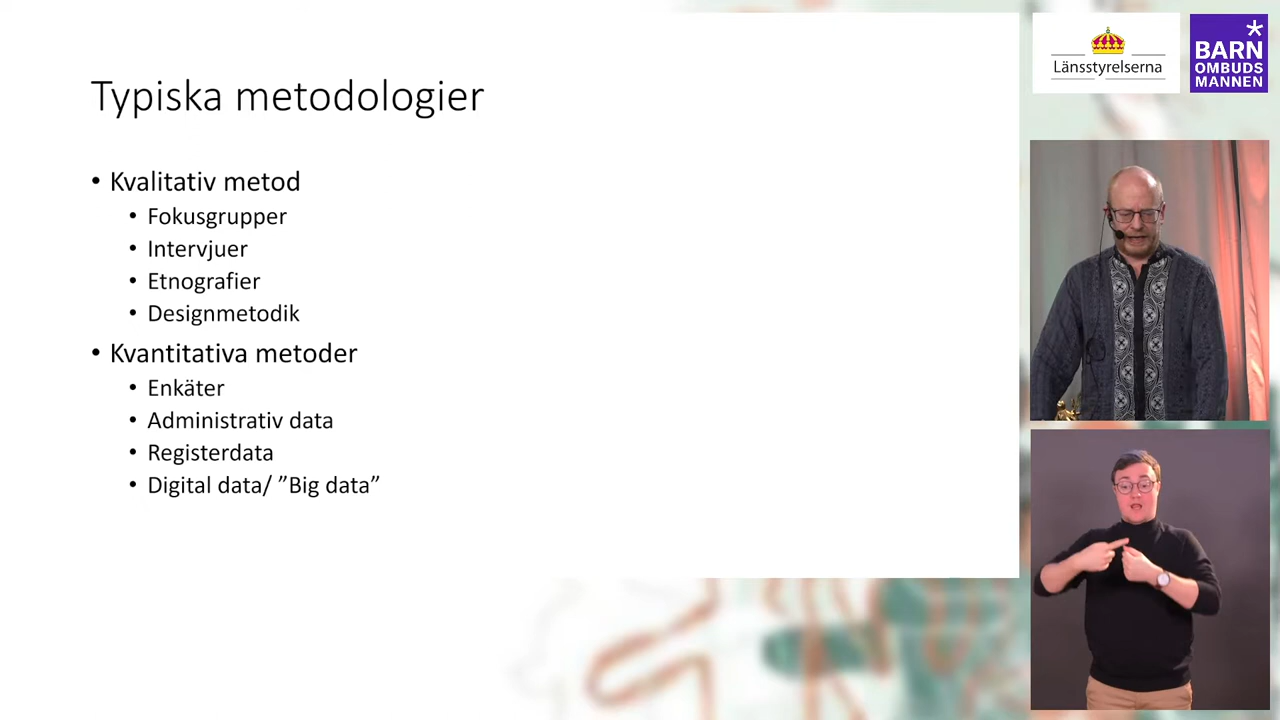 Typiska metodologier
• Kvalitativ metod
• Fokusgrupper
• Intervjuer
• Etnografier
• Designmetodik
• Kvantitativa metoder
• Enkäter
• Administrativ data
• Registerdata
• Digital data/ ”Big data”
Länsstyrelserna
BARN
OMBUDS
MANNEN